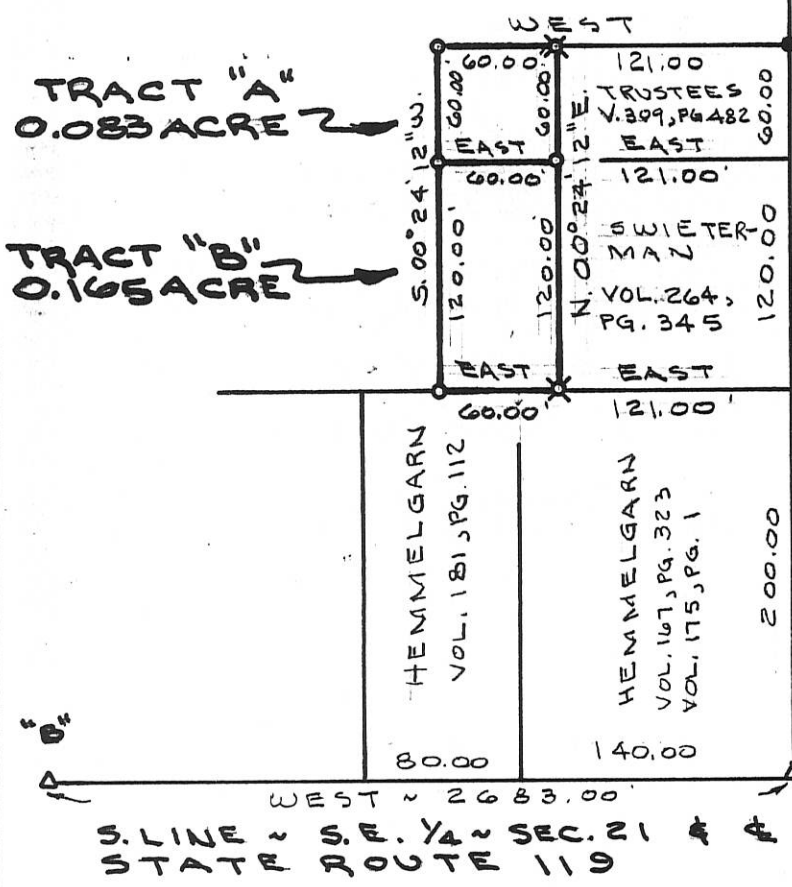 WEST
TRACT "A"
0.083 ACRE
60.00'
60.00'
60.00'
EAST
60.00'
121.00
TRUSTEES
V.309, PG 482
60.00
EAST
121.00'
S. 00° 24' 12" W.
N. 00° 24' 12" E.
TRACT "B"
0.165 ACRE
120.00'
120.00'
EAST
60.00'
SWIETER-
MAN
VOL. 264,
PG. 345
120.00
EAST
121.00'
HEMMELGARN
VOL. 181, PG. 112
HEMMELGARN
VOL. 167, PG. 323
VOL. 175, PG. 1
200.00
80.00
140.00
"B"
WEST ~ 2683.00'
S. LINE ~ S.E. 1/4 ~ SEC. 21 & ℄
STATE ROUTE 119